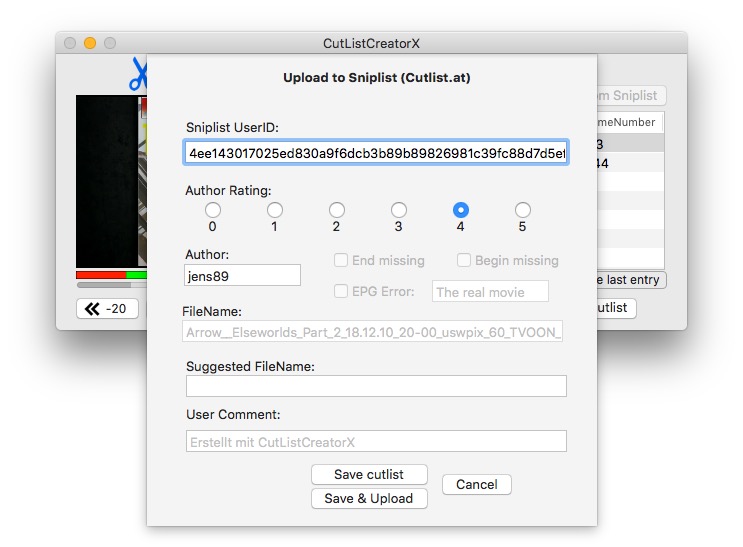 CutListCreatorX
Upload to Sniplist (Cutlist.at)
om Sniplist
Sniplist UserID:
meNumber
4ee143017025ed830a9f6dcb3b89b89826981c39fc88d7d5ef
3
44
Author Rating:
0 1 2 3 4 5
Author:
End missing
Begin missing
jens89
e last entry
EPG Error:
The real movie
-20
FileName:
utlist
Arrow__Elseworlds_Part_2_18.12.10_20-00_uswpix_60_TVOON_
Suggested FileName:
User Comment:
Erstellt mit CutListCreatorX
Save cutlist
Cancel
Save & Upload